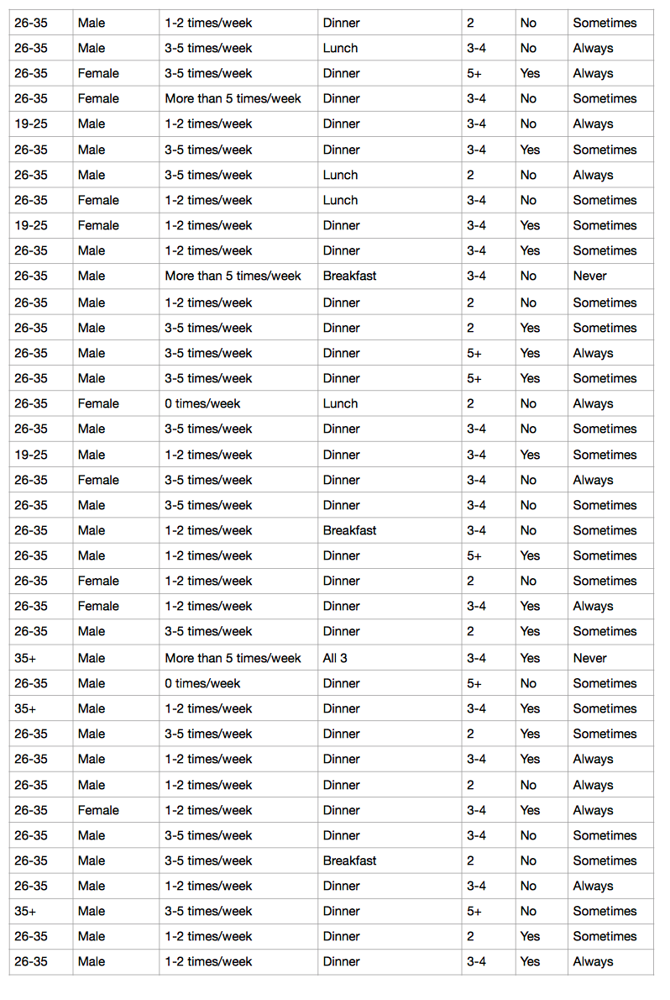 26-35 Male 1-2 times/week Dinner 2 No Sometimes
26-35 Male 3-5 times/week Lunch 3-4 No Always
26-35 Female 3-5 times/week Dinner 5+ Yes Always
26-35 Female More than 5 times/week Dinner 3-4 No Sometimes
19-25 Male 1-2 times/week Dinner 3-4 No Always
26-35 Male 3-5 times/week Dinner 3-4 Yes Sometimes
26-35 Male 3-5 times/week Lunch 2 No Always
26-35 Female 1-2 times/week Lunch 3-4 No Sometimes
19-25 Female 1-2 times/week Dinner 3-4 Yes Sometimes
26-35 Male 1-2 times/week Dinner 3-4 Yes Sometimes
26-35 Male More than 5 times/week Breakfast 3-4 No Never
26-35 Male 1-2 times/week Dinner 2 No Sometimes
26-35 Male 3-5 times/week Dinner 2 Yes Sometimes
26-35 Male 3-5 times/week Dinner 5+ Yes Always
26-35 Male 3-5 times/week Dinner 5+ Yes Sometimes
26-35 Female 0 times/week Lunch 2 No Always
26-35 Male 3-5 times/week Dinner 3-4 No Sometimes
19-25 Male 1-2 times/week Dinner 3-4 Yes Sometimes
26-35 Female 3-5 times/week Dinner 3-4 No Always
26-35 Male 3-5 times/week Dinner 3-4 No Sometimes
26-35 Male 1-2 times/week Breakfast 3-4 No Sometimes
26-35 Male 1-2 times/week Dinner 5+ Yes Sometimes
26-35 Female 1-2 times/week Dinner 2 No Sometimes
26-35 Female 1-2 times/week Dinner 3-4 Yes Always
26-35 Male 3-5 times/week Dinner 2 Yes Sometimes
35+ Male More than 5 times/week All 3 3-4 Yes Never
26-35 Male 0 times/week Dinner 5+ No Sometimes
35+ Male 1-2 times/week Dinner 3-4 Yes Sometimes
26-35 Male 3-5 times/week Dinner 2 Yes Sometimes
26-35 Male 1-2 times/week Dinner 3-4 Yes Always
26-35 Male 1-2 times/week Dinner 2 No Always
26-35 Female 1-2 times/week Dinner 3-4 Yes Always
26-35 Male 3-5 times/week Dinner 3-4 No Sometimes
26-35 Male 3-5 times/week Breakfast 2 No Sometimes
26-35 Male 1-2 times/week Dinner 3-4 No Always
35+ Male 3-5 times/week Dinner 5+ No Sometimes
26-35 Male 1-2 times/week Dinner 2 Yes Sometimes
26-35 Male 1-2 times/week Dinner 3-4 Yes Always